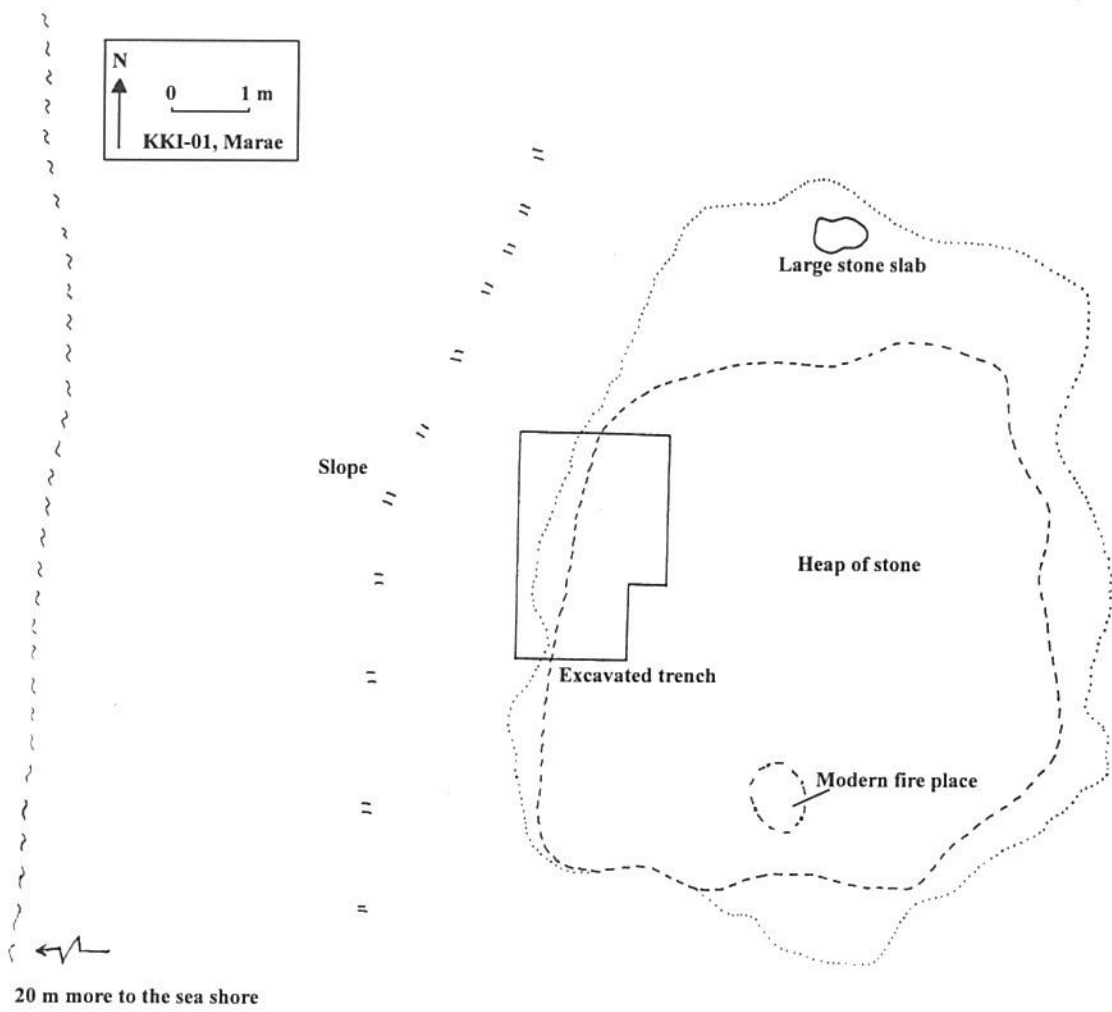 N
0 1 m
KKI-01, Marae
Large stone slab
Slope
Heap of stone
Excavated trench
Modern fire place
20 m more to the sea shore